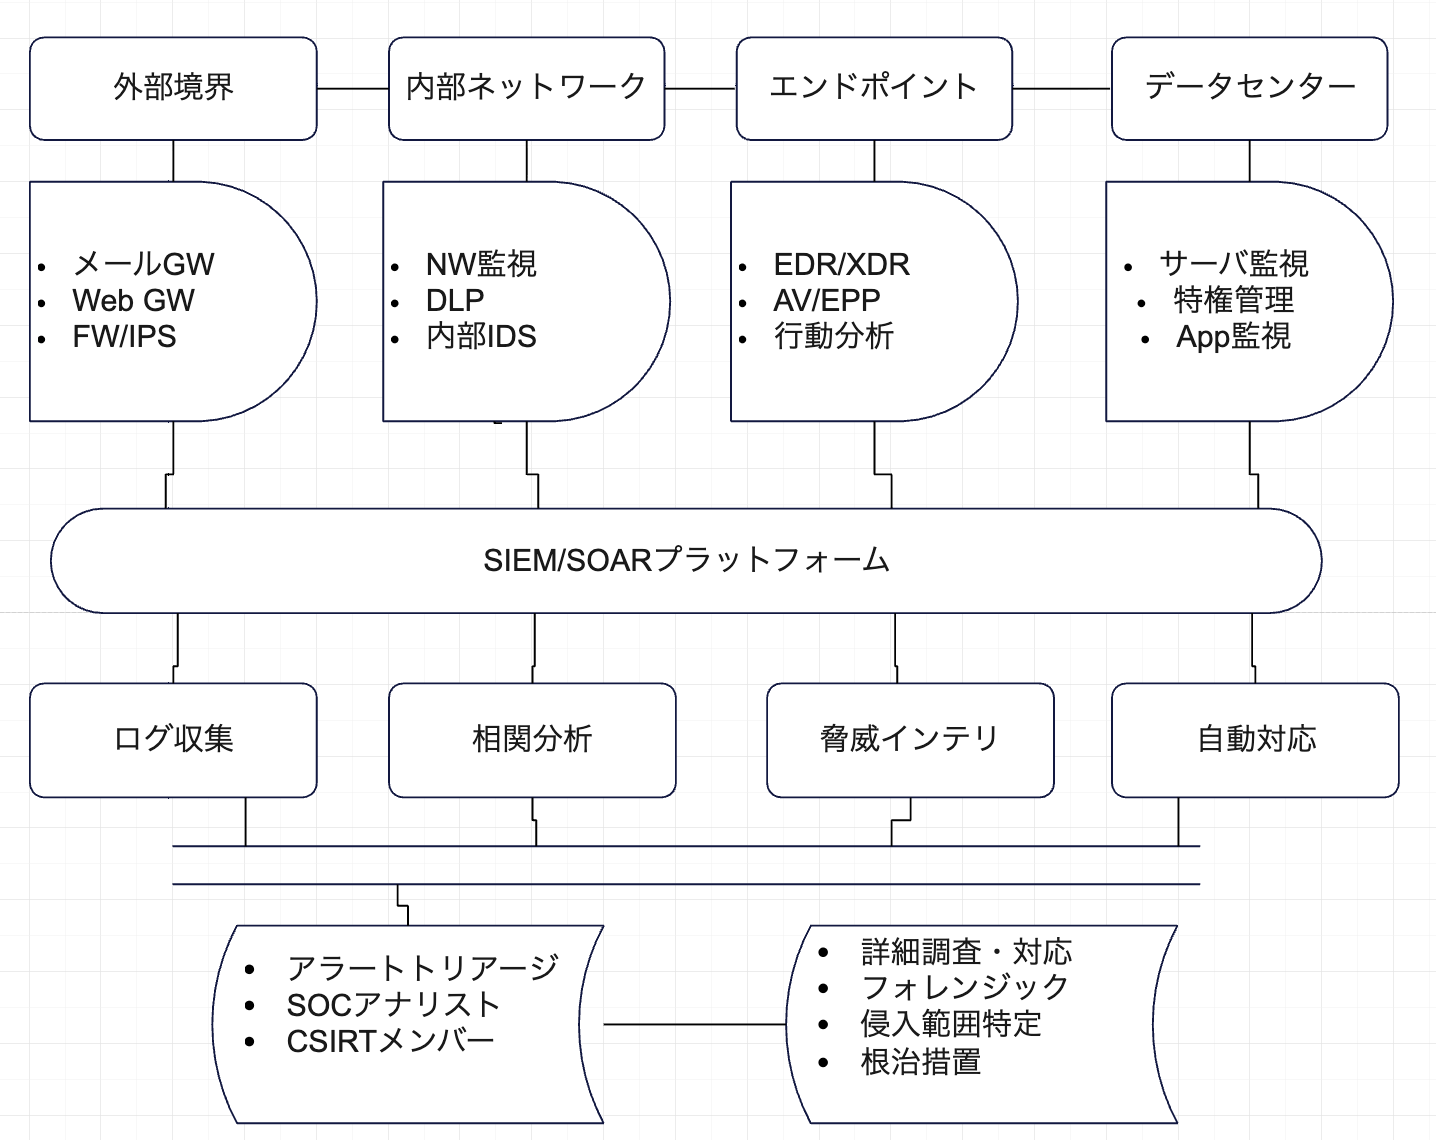 外部境界
内部ネットワーク
エンドポイント
データセンター
• メールGW
• Web GW
• FW/IPS
• NW監視
• DLP
• 内部IDS
• EDR/XDR
• AV/EPP
• 行動分析
• サーバ監視
• 特権管理
• App監視
SIEM/SOARプラットフォーム
ログ収集
相関分析
脅威インテリ
自動対応
• アラートトリアージ
• SOCアナリスト
• CSIRTメンバー
• 詳細調査・対応
• フォレンジック
• 侵入範囲特定
• 根治措置